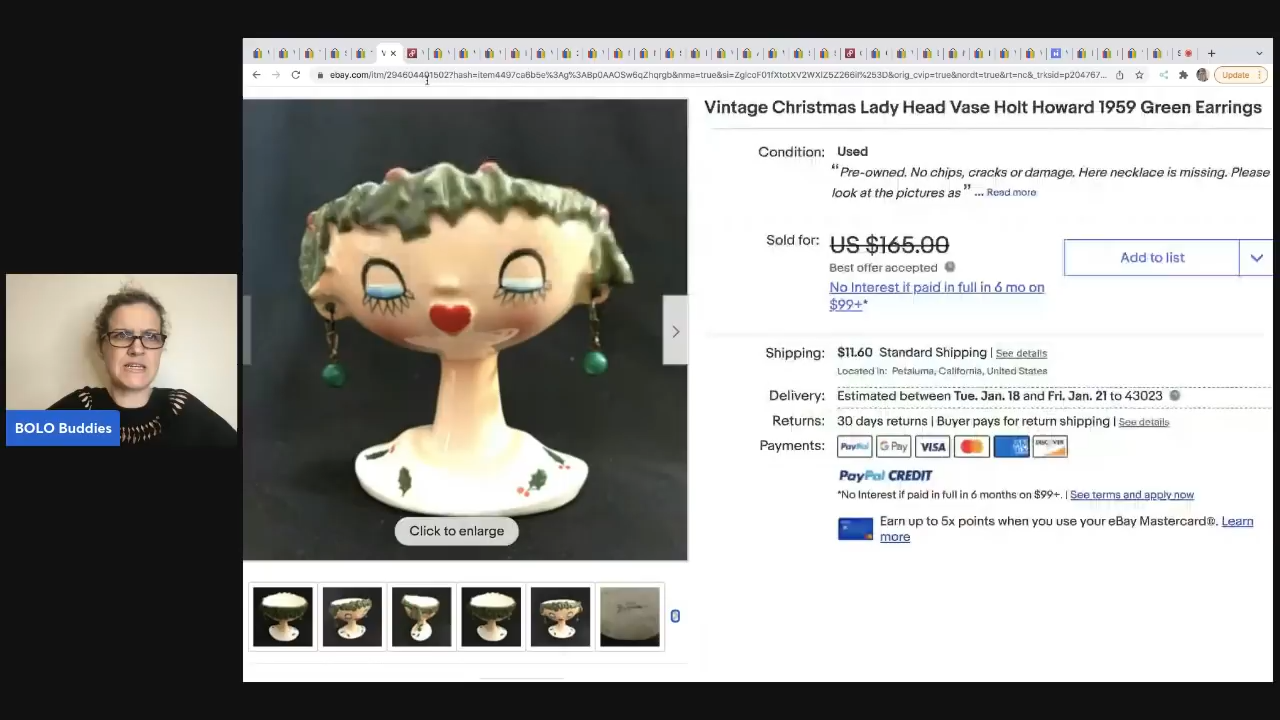 ebay.com/itm/294604401502?hash=item4497ca6b5e%3Ag%3ABp0AAOSw6qZhqrgb&nma=true&si=ZglcoF01fXtotXV2WXIZ5Z266iI%253D&orig_cvip=true&nordt=true&rt=nc&_trksid=p204767...
Update
Vintage Christmas Lady Head Vase Holt Howard 1959 Green Earrings
Condition: Used
“Pre-owned. No chips, cracks or damage. Here necklace is missing. Please
look at the pictures as” ... Read more
Sold for: US $165.00
Best offer accepted
Add to list
No Interest if paid in full in 6 mo on
$99+*
Shipping: $11.60 Standard Shipping | See details
Located in: Petaluma, California, United States
Delivery: Estimated between Tue. Jan. 18 and Fri. Jan. 21 to 43023
Returns: 30 days returns | Buyer pays for return shipping | See details
Payments: PayPal G Pay VISA DISCOVER
PayPal CREDIT
*No Interest if paid in full in 6 months on $99+. | See terms and apply now
Earn up to 5x points when you use your eBay Mastercard®. Learn
more
Click to enlarge
BOLO Buddies